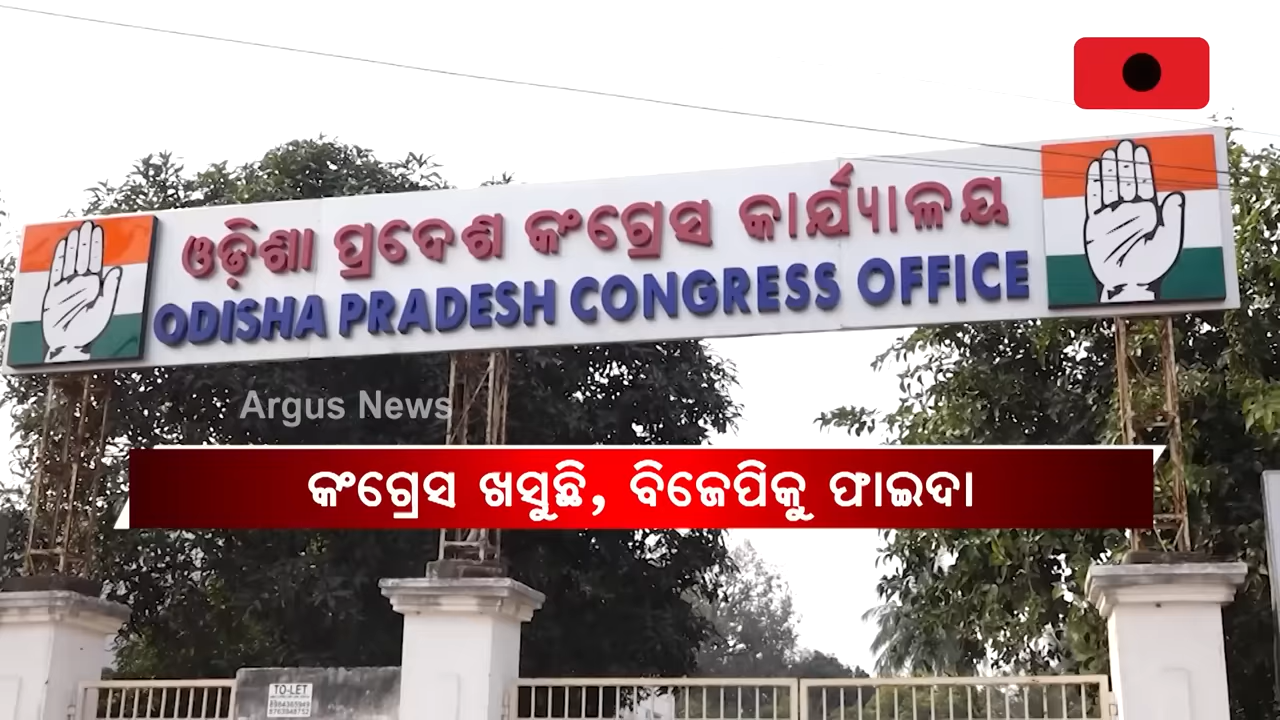 ଓଡ଼ିଶା ପ୍ରଦେଶ କଂଗ୍ରେସ କାର୍ଯ୍ୟାଳୟ
ODISHA PRADESH CONGRESS OFFICE
Argus News
କଂଗ୍ରେସ ଖସୁଛି, ବିଜେପିକୁ ଫାଇଦା
TO-LET